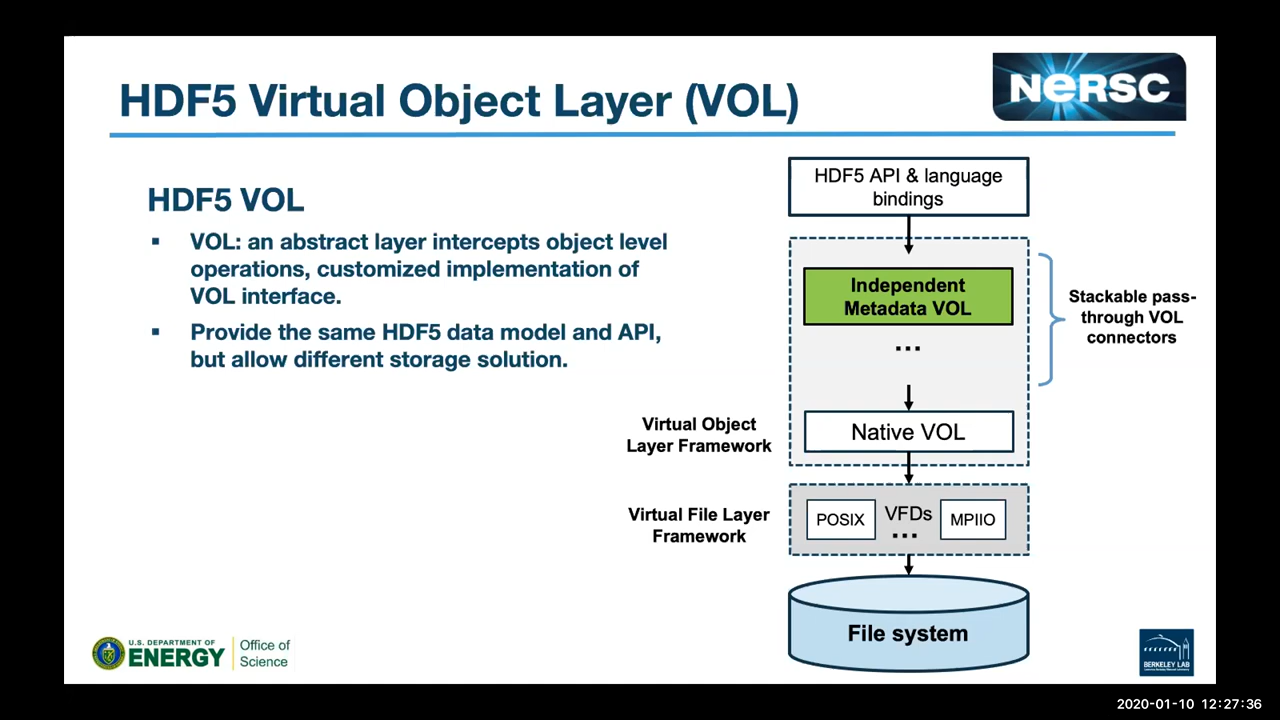 HDF5 Virtual Object Layer (VOL)
NERSC
HDF5 VOL
▪ VOL: an abstract layer intercepts object level
operations, customized implementation of
VOL interface.
▪ Provide the same HDF5 data model and API,
but allow different storage solution.
HDF5 API & language
bindings
Independent
Metadata VOL
...
Stackable pass-
through VOL
connectors
Virtual Object
Layer Framework
Native VOL
Virtual File Layer
Framework
POSIX
VFDs
...
MPIIO
File system
U.S. DEPARTMENT OF
ENERGY
Office of
Science
BERKELEY LAB
2020-01-10 12:27:36